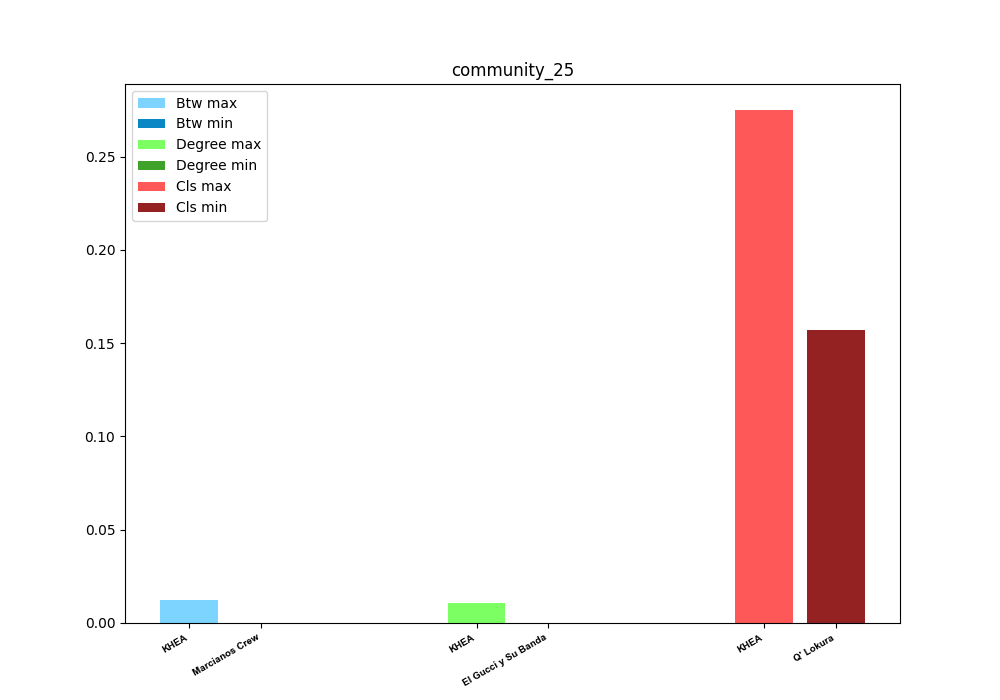 community_25
Btw max
Btw min
Degree max
Degree min
Cls max
Cls min
0.25
0.20
0.15
0.10
0.05
0.00
KHEA
Marcianos Crew
KHEA
El Gucci y Su Banda
KHEA
Q' Lokura